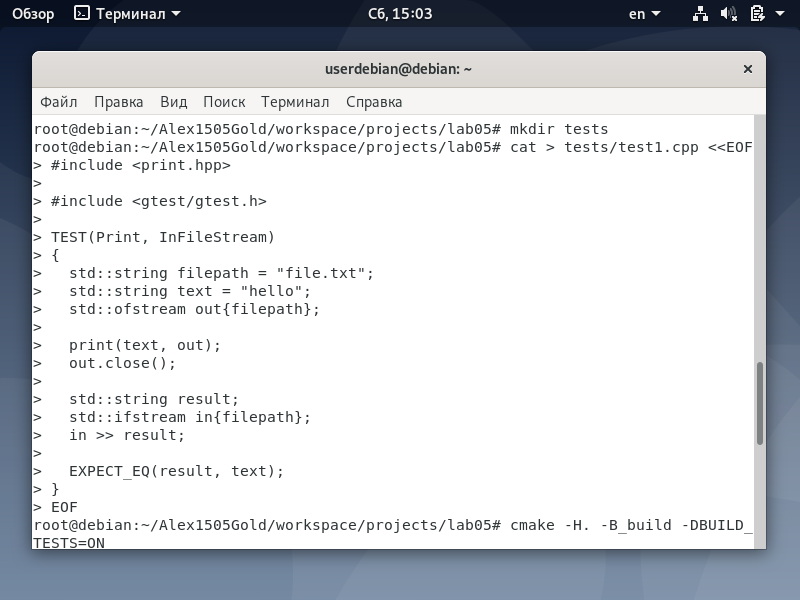 Обзор Терминал Сб, 15:03 en
userdebian@debian: ~
Файл Правка Вид Поиск Терминал Справка
root@debian:~/Alex1505Gold/workspace/projects/lab05# mkdir tests
root@debian:~/Alex1505Gold/workspace/projects/lab05# cat > tests/test1.cpp <<EOF
> #include <print.hpp>
>
> #include <gtest/gtest.h>
>
> TEST(Print, InFileStream)
> {
>   std::string filepath = "file.txt";
>   std::string text = "hello";
>   std::ofstream out{filepath};
>
>   print(text, out);
>   out.close();
>
>   std::string result;
>   std::ifstream in{filepath};
>   in >> result;
>
>   EXPECT_EQ(result, text);
> }
> EOF
root@debian:~/Alex1505Gold/workspace/projects/lab05# cmake -H. -B_build -DBUILD_
TESTS=ON